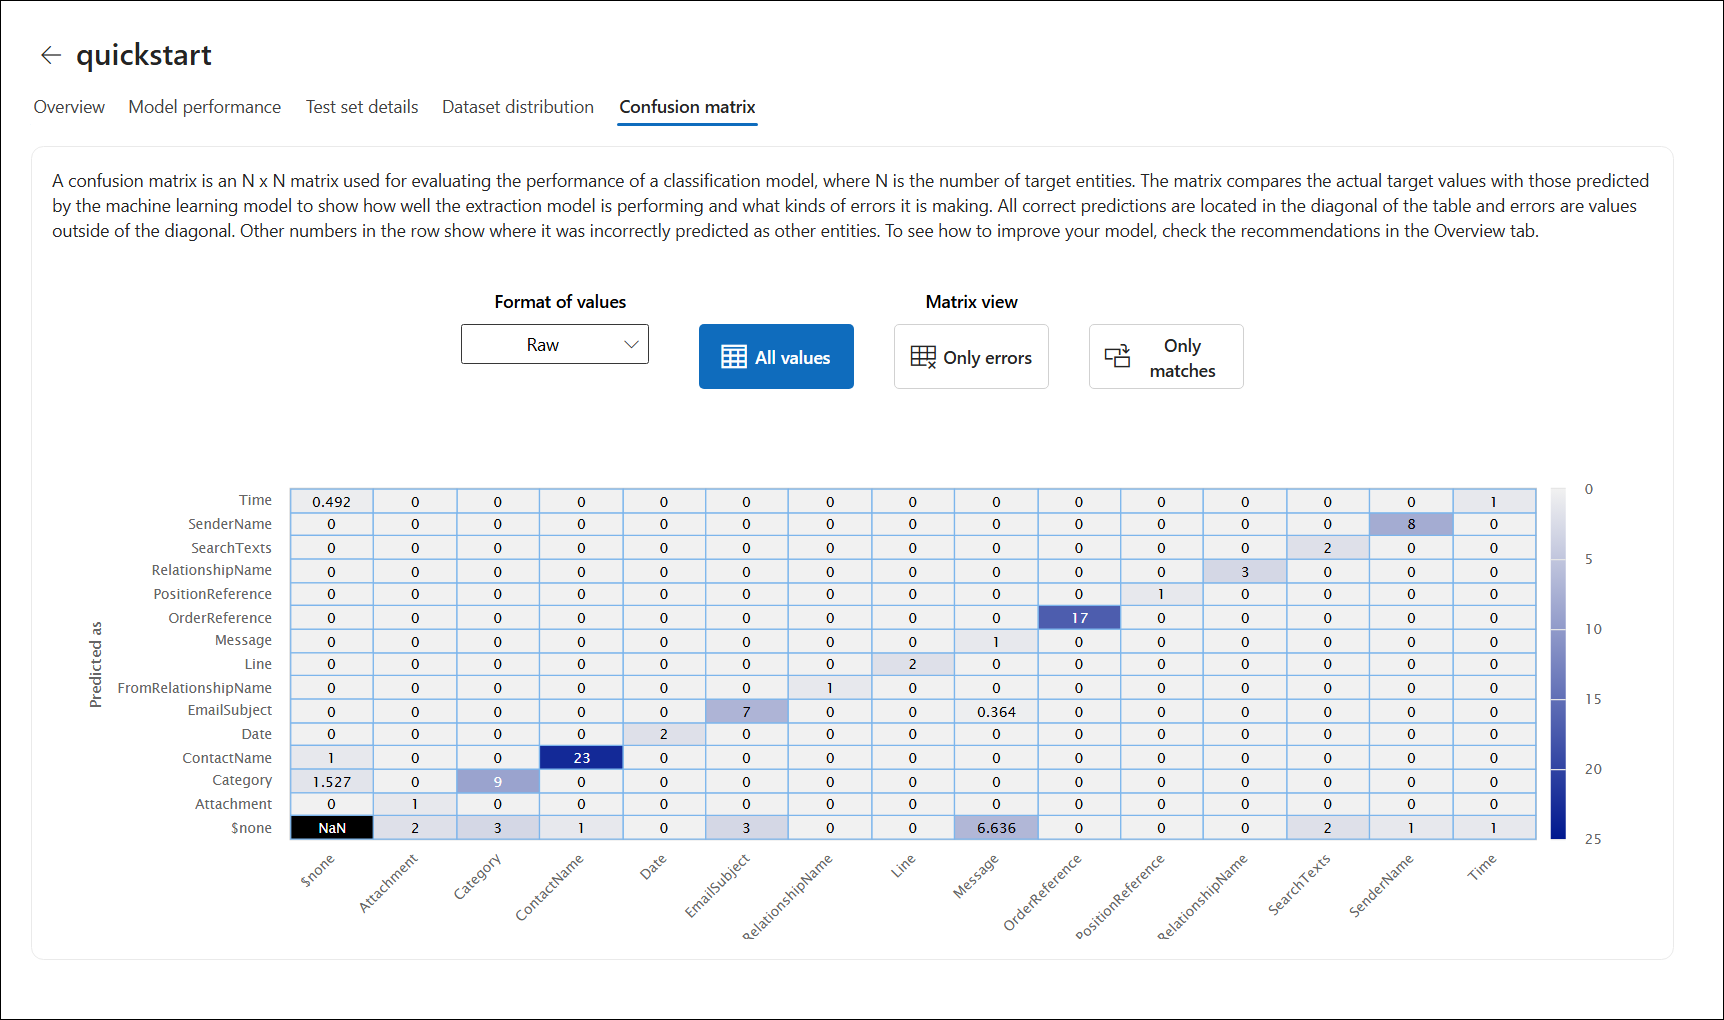 quickstart
Overview Model performance Test set details Dataset distribution Confusion matrix
A confusion matrix is an N x N matrix used for evaluating the performance of a classification model, where N is the number of target entities. The matrix compares the actual target values with those predicted
by the machine learning model to show how well the extraction model is performing and what kinds of errors it is making. All correct predictions are located in the diagonal of the table and errors are values
outside of the diagonal. Other numbers in the row show where it was incorrectly predicted as other entities. To see how to improve your model, check the recommendations in the Overview tab.
Format of values
Raw
Matrix view
All values
Only errors
Only
matches
Predicted as
Time 0.492 0 0 0 0 0 0 0 0 0 0 0 0 0 1
SenderName 0 0 0 0 0 0 0 0 0 0 0 0 0 8 0
SearchTexts 0 0 0 0 0 0 0 0 0 0 0 0 2 0 0
RelationshipName 0 0 0 0 0 0 0 0 0 0 0 3 0 0 0
PositionReference 0 0 0 0 0 0 0 0 0 0 1 0 0 0 0
OrderReference 0 0 0 0 0 0 0 0 0 17 0 0 0 0 0
Message 0 0 0 0 0 0 0 0 1 0 0 0 0 0 0
Line 0 0 0 0 0 0 0 2 0 0 0 0 0 0 0
FromRelationshipName 0 0 0 0 0 0 1 0 0 0 0 0 0 0 0
EmailSubject 0 0 0 0 0 7 0 0 0.364 0 0 0 0 0 0
Date 0 0 0 0 2 0 0 0 0 0 0 0 0 0 0
ContactName 1 0 0 23 0 0 0 0 0 0 0 0 0 0 0
Category 1.527 0 9 0 0 0 0 0 0 0 0 0 0 0 0
Attachment 0 1 0 0 0 0 0 0 0 0 0 0 0 0 0
$none NaN 2 3 1 0 3 0 0 6.636 0 0 0 2 1 1
$none Attachment Category ContactName Date EmailSubject RelationshipName Line Message OrderReference PositionReference RelationshipName SearchTexts SenderName Time
0
5
10
15
20
25